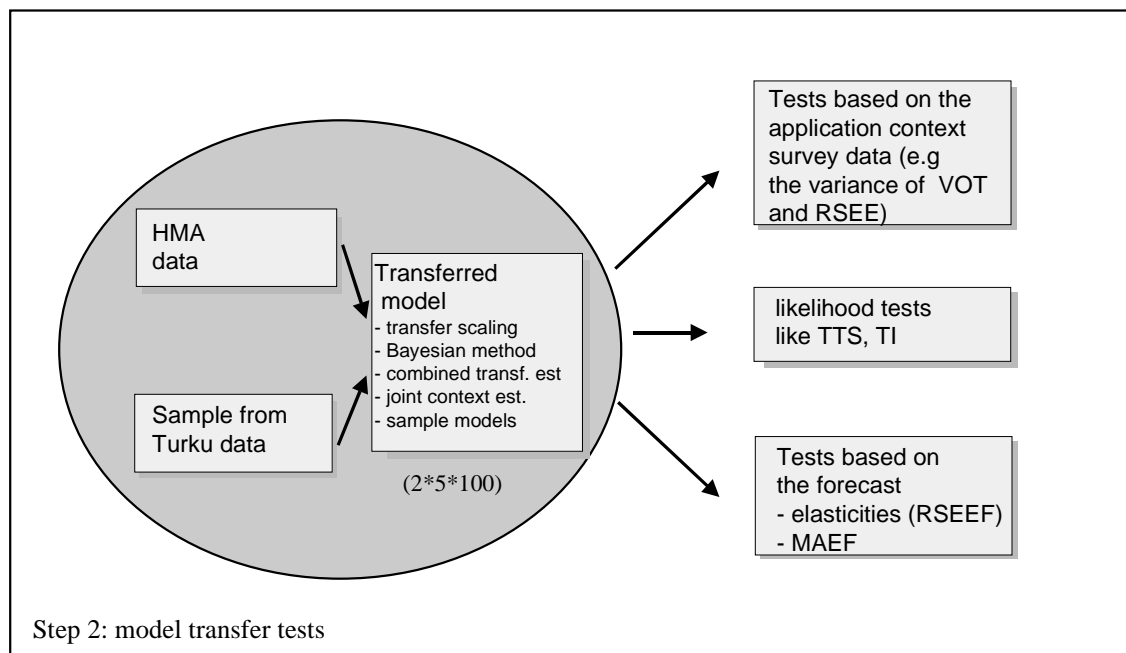 HMA
data
Sample from
Turku data
Transferred
model
- transfer scaling
- Bayesian method
- combined transf. est
- joint context est.
- sample models
(2*5*100)
Tests based on the
application context
survey data (e.g
the variance of VOT
and RSEE)
likelihood tests
like TTS, TI
Tests based on
the forecast
- elasticities (RSEEF)
- MAEF
Step 2: model transfer tests